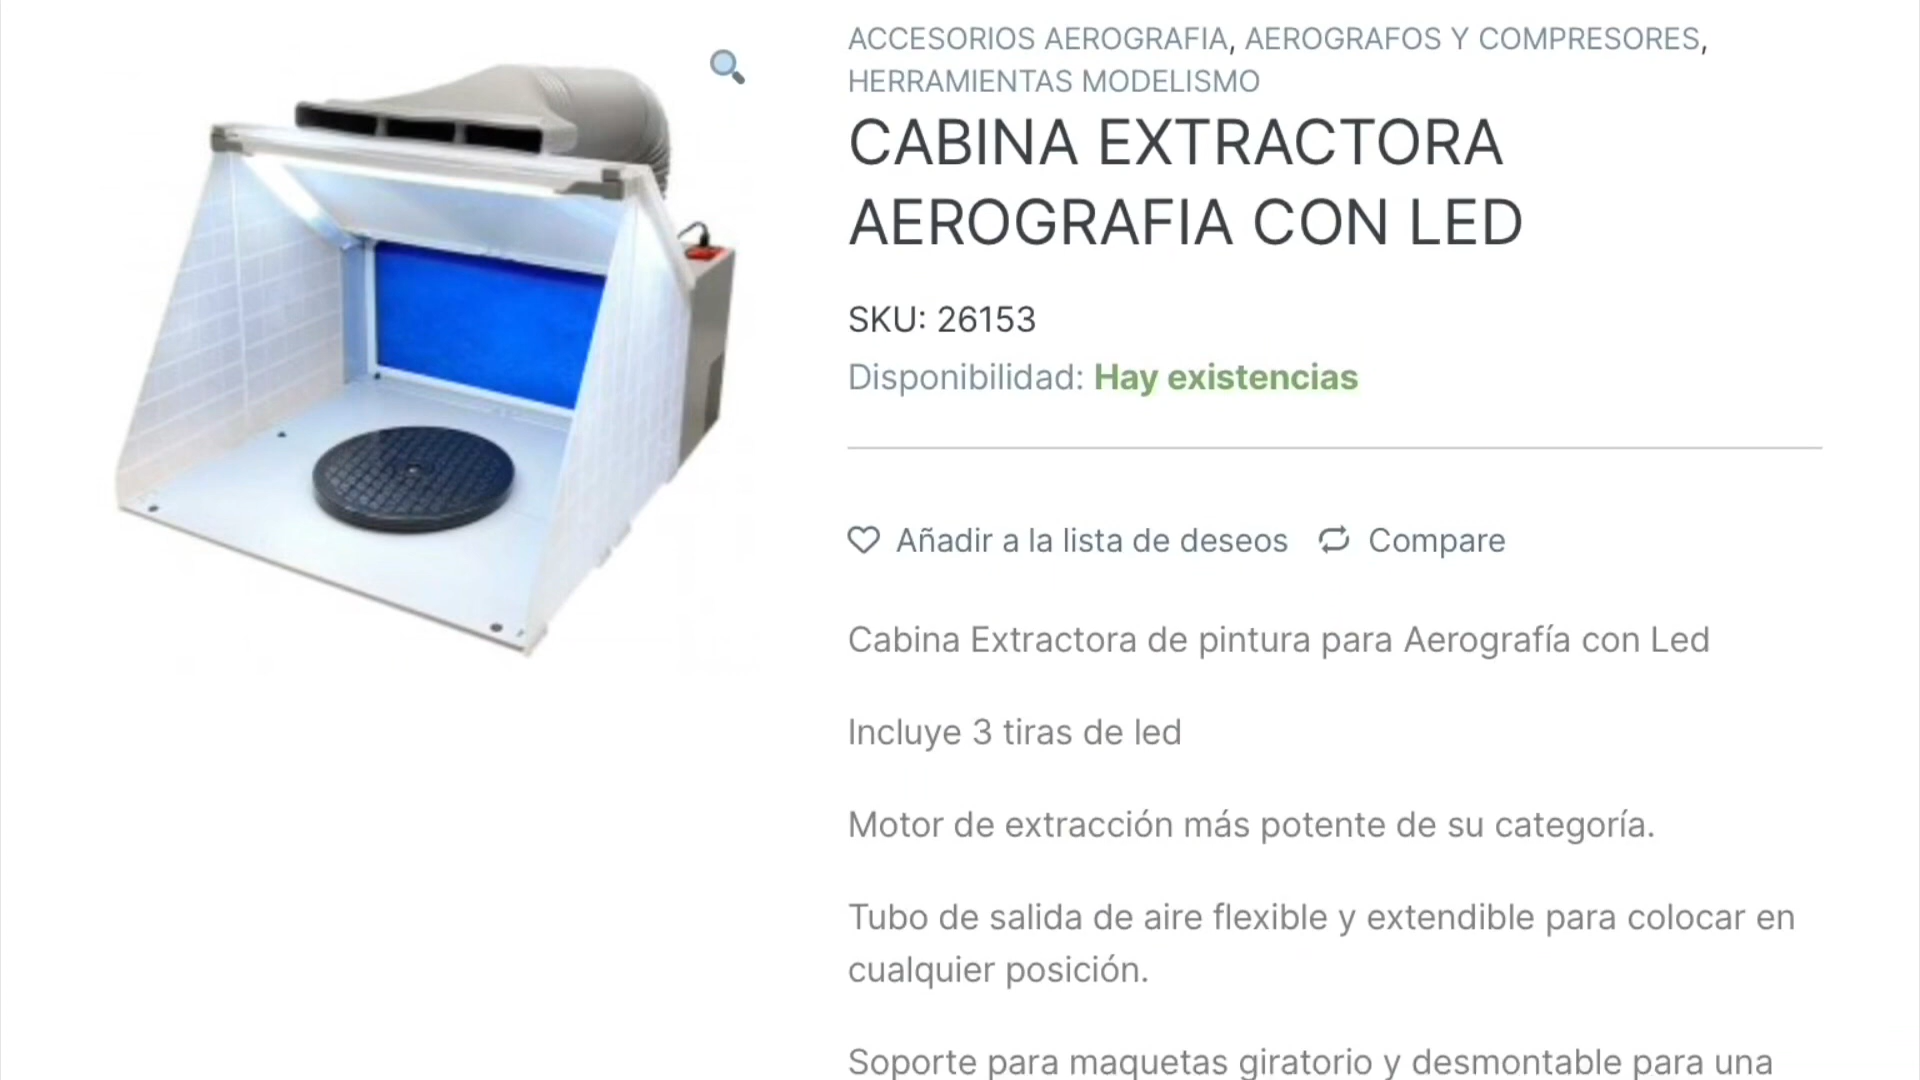 ACCESORIOS AEROGRAFIA, AEROGRAFOS Y COMPRESORES,
HERRAMIENTAS MODELISMO
CABINA EXTRACTORA
AEROGRAFIA CON LED
SKU: 26153
Disponibilidad: Hay existencias
Añadir a la lista de deseos Compare
Cabina Extractora de pintura para Aerografía con Led
Incluye 3 tiras de led
Motor de extracción más potente de su categoría.
Tubo de salida de aire flexible y extendible para colocar en
cualquier posición.
Soporte para maquetas giratorio y desmontable para una